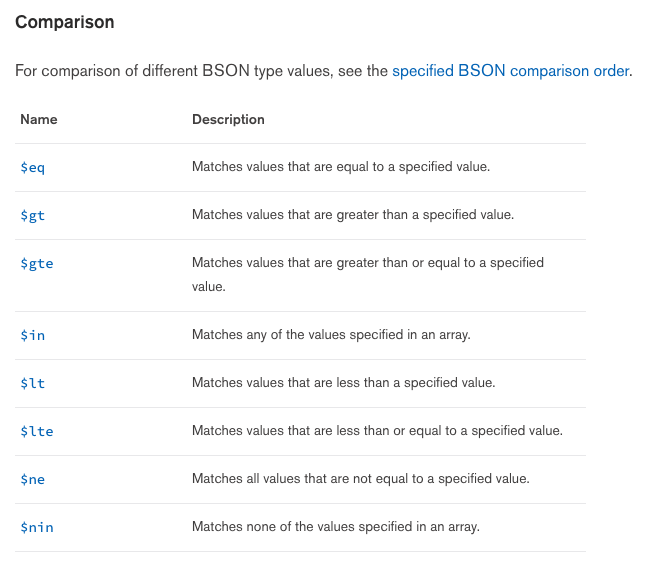 Comparison
For comparison of different BSON type values, see the specified BSON comparison order.
Name Description
$eq Matches values that are equal to a specified value.
$gt Matches values that are greater than a specified value.
$gte Matches values that are greater than or equal to a specified
value.
$in Matches any of the values specified in an array.
$lt Matches values that are less than a specified value.
$lte Matches values that are less than or equal to a specified value.
$ne Matches all values that are not equal to a specified value.
$nin Matches none of the values specified in an array.